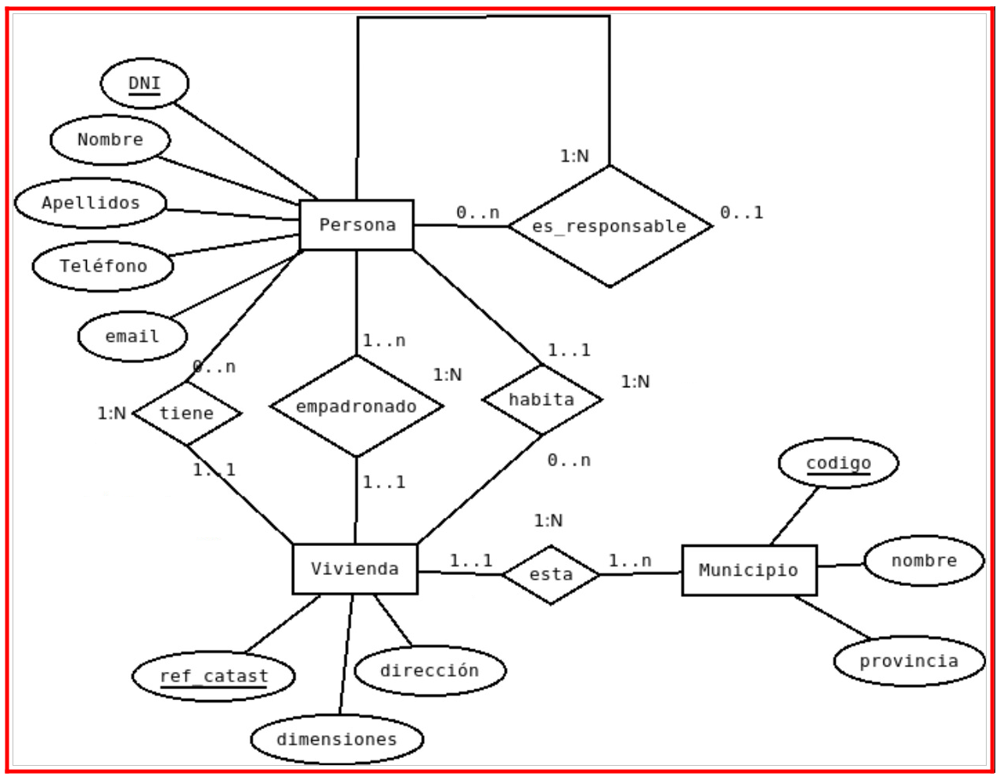 DNI
Nombre
1:N
Apellidos
Persona
0..n
es_responsable
0..1
Teléfono
email
1..n
1..1
0..n
1:N
1:N
1:N
tiene
empadronado
habita
1..1
1..1
0..n
codigo
1:N
1..1
1..n
nombre
Vivienda
esta
Municipio
provincia
ref_catast
dirección
dimensiones